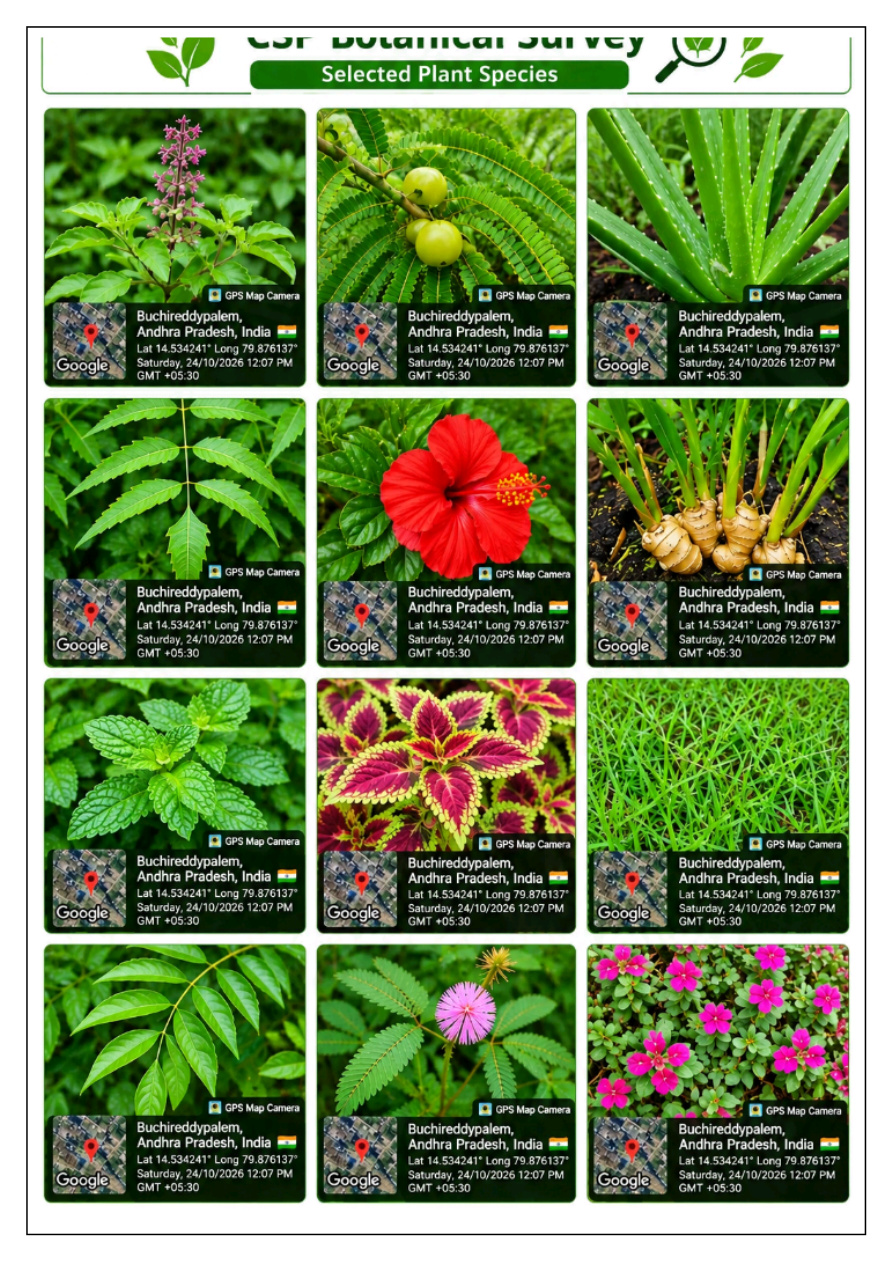 CSP Botanical Survey
Selected Plant Species
GPS Map Camera
Buchireddypalem,
Andhra Pradesh, India
Lat 14.534241° Long 79.876137°
Saturday, 24/10/2026 12:07 PM
GMT +05:30
Google
GPS Map Camera
Buchireddypalem,
Andhra Pradesh, India
Lat 14.534241° Long 79.876137°
Saturday, 24/10/2026 12:07 PM
GMT +05:30
Google
GPS Map Camera
Buchireddypalem,
Andhra Pradesh, India
Lat 14.534241° Long 79.876137°
Saturday, 24/10/2026 12:07 PM
GMT +05:30
Google
GPS Map Camera
Buchireddypalem,
Andhra Pradesh, India
Lat 14.534241° Long 79.876137°
Saturday, 24/10/2026 12:07 PM
GMT +05:30
Google
GPS Map Camera
Buchireddypalem,
Andhra Pradesh, India
Lat 14.534241° Long 79.876137°
Saturday, 24/10/2026 12:07 PM
GMT +05:30
Google
GPS Map Camera
Buchireddypalem,
Andhra Pradesh, India
Lat 14.534241° Long 79.876137°
Saturday, 24/10/2026 12:07 PM
GMT +05:30
Google
GPS Map Camera
Buchireddypalem,
Andhra Pradesh, India
Lat 14.534241° Long 79.876137°
Saturday, 24/10/2026 12:07 PM
GMT +05:30
Google
GPS Map Camera
Buchireddypalem,
Andhra Pradesh, India
Lat 14.534241° Long 79.876137°
Saturday, 24/10/2026 12:07 PM
GMT +05:30
Google
GPS Map Camera
Buchireddypalem,
Andhra Pradesh, India
Lat 14.534241° Long 79.876137°
Saturday, 24/10/2026 12:07 PM
GMT +05:30
Google
GPS Map Camera
Buchireddypalem,
Andhra Pradesh, India
Lat 14.534241° Long 79.876137°
Saturday, 24/10/2026 12:07 PM
GMT +05:30
Google
GPS Map Camera
Buchireddypalem,
Andhra Pradesh, India
Lat 14.534241° Long 79.876137°
Saturday, 24/10/2026 12:07 PM
GMT +05:30
Google
GPS Map Camera
Buchireddypalem,
Andhra Pradesh, India
Lat 14.534241° Long 79.876137°
Saturday, 24/10/2026 12:07 PM
GMT +05:30
Google